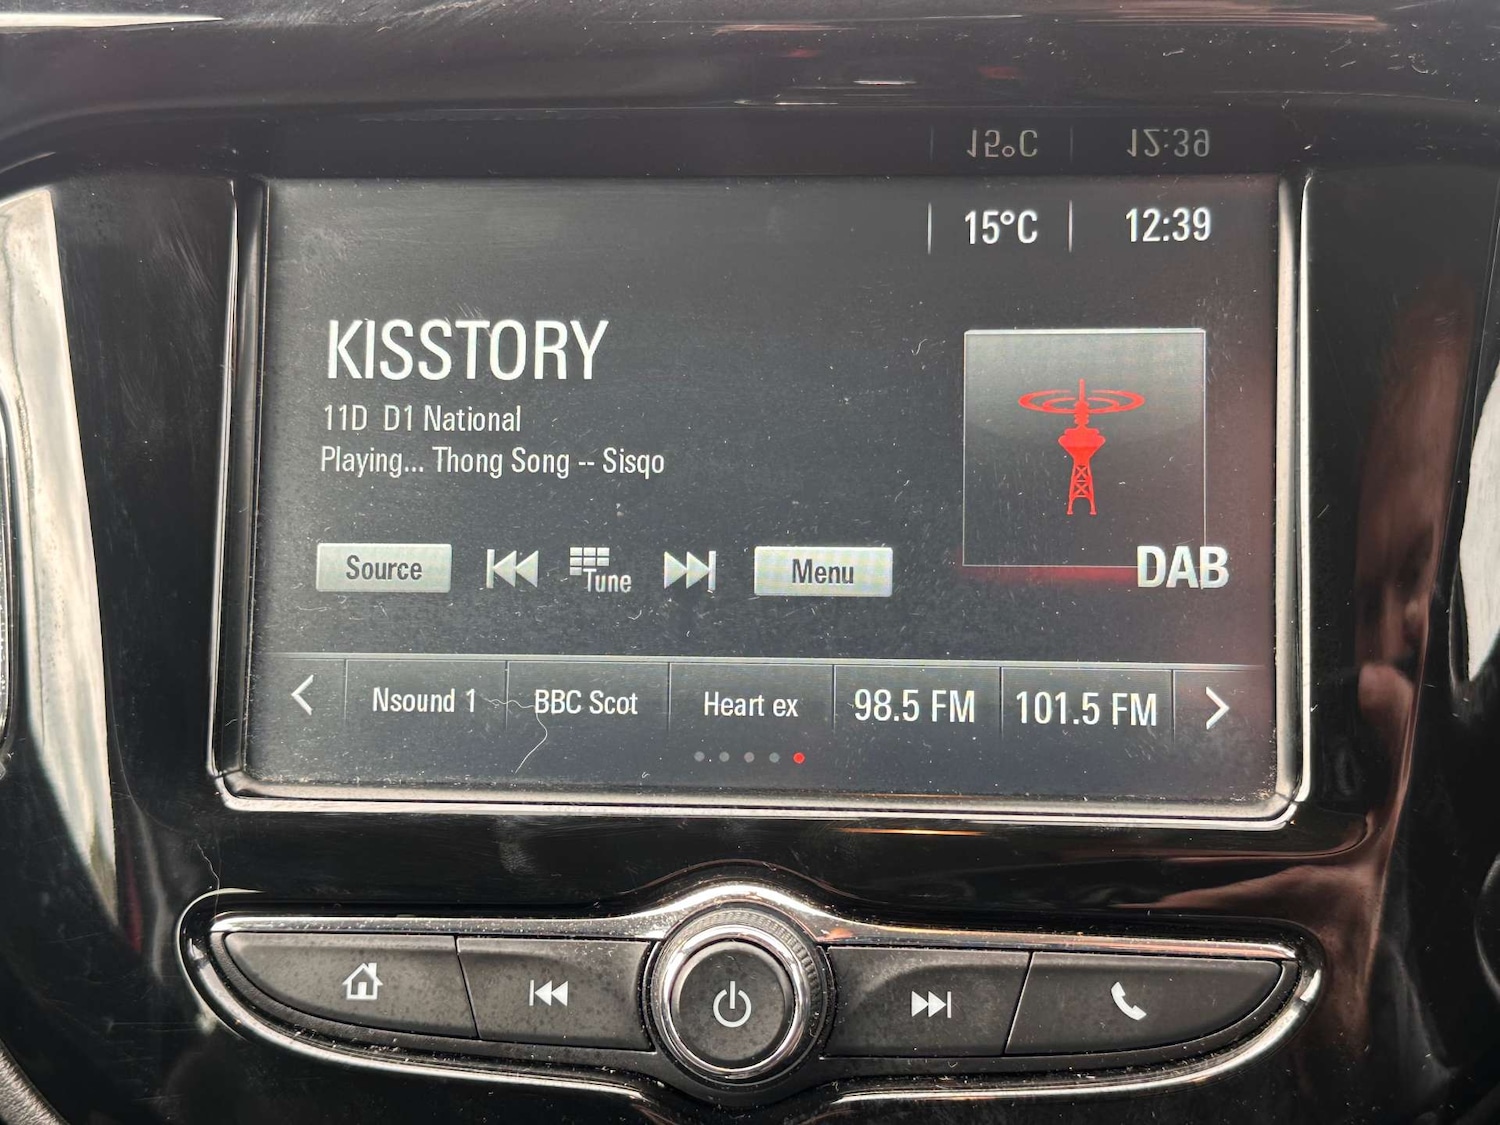 15°C 12:39
KISSTORY
11D D1 National
Playing... Thong Song -- Sisqo
Source Tune Menu
DAB
Nsound 1 BBC Scot Heart ex 98.5 FM 101.5 FM